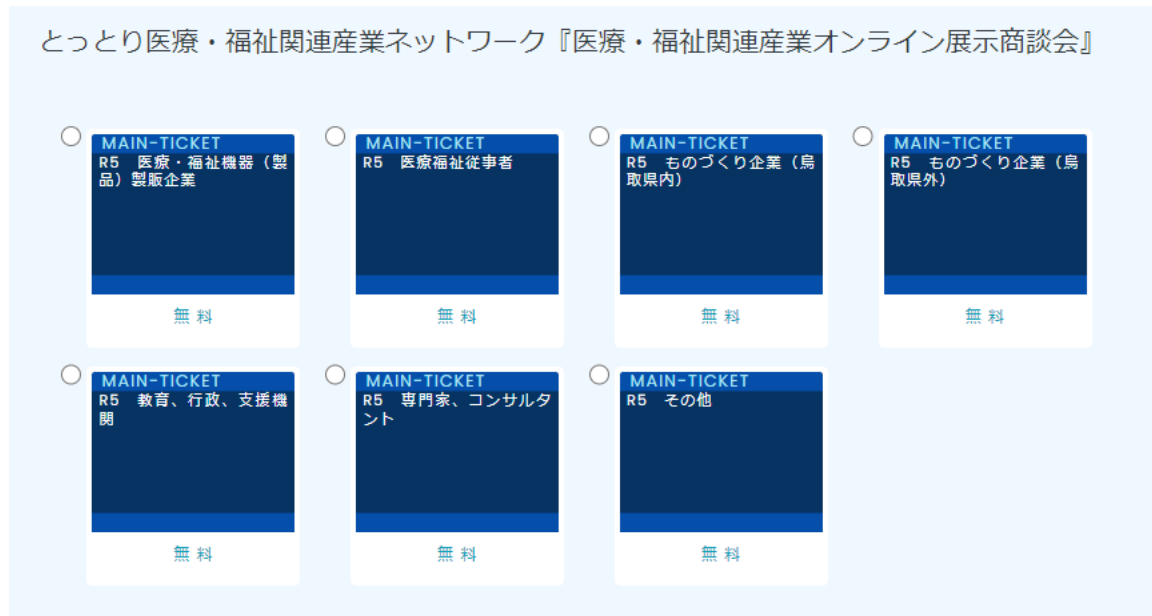 とっとり医療・福祉関連産業ネットワーク『医療・福祉関連産業オンライン展示商談会』
MAIN-TICKET
R5　医療・福祉機器（製
品）製販企業
無料
MAIN-TICKET
R5　医療福祉従事者
無料
MAIN-TICKET
R5　ものづくり企業（鳥
取県内）
無料
MAIN-TICKET
R5　ものづくり企業（鳥
取県外）
無料
MAIN-TICKET
R5　教育、行政、支援機
関
無料
MAIN-TICKET
R5　専門家、コンサルタ
ント
無料
MAIN-TICKET
R5　その他
無料